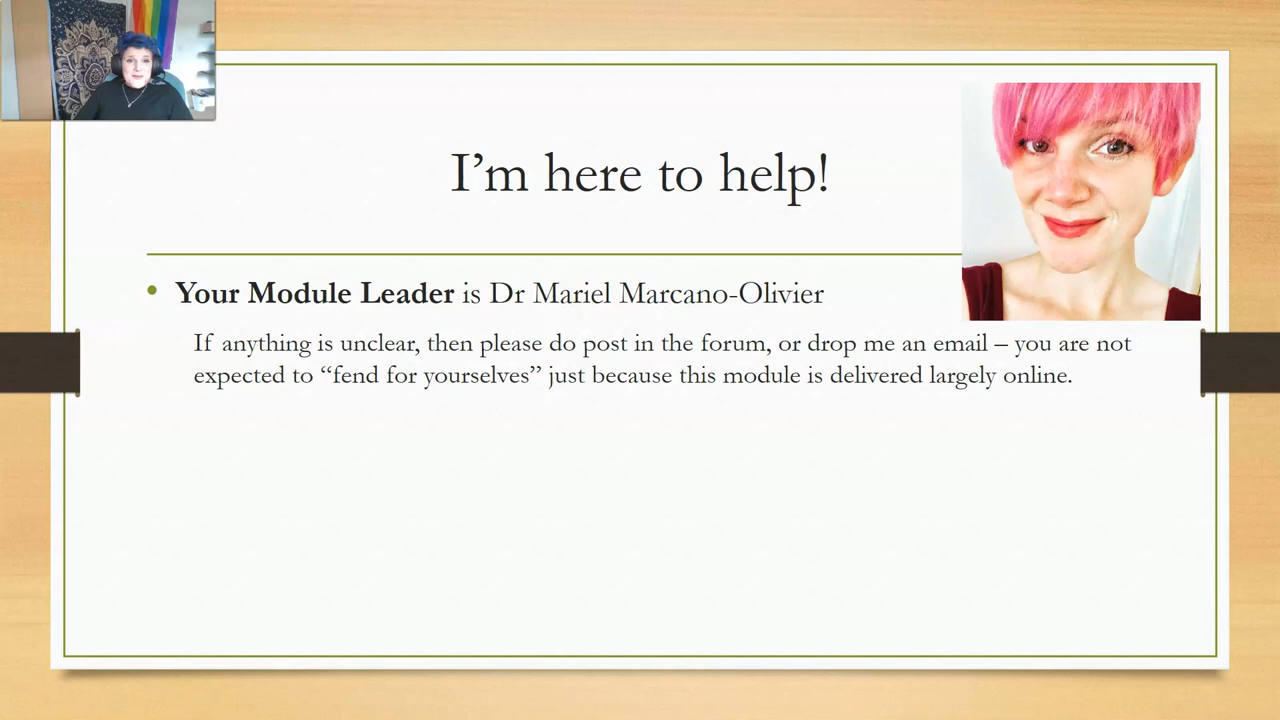 I’m here to help!
• Your Module Leader is Dr Mariel Marcano-Olivier
If anything is unclear, then please do post in the forum, or drop me an email – you are not
expected to “fend for yourselves” just because this module is delivered largely online.